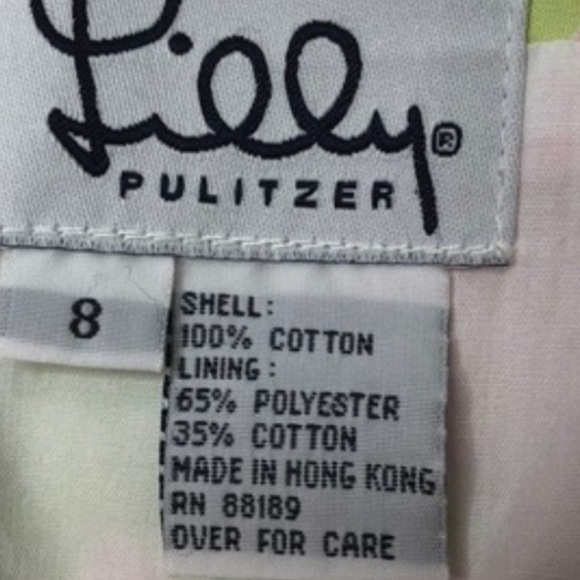 Lilly®
PULITZER
8
SHELL:
100% COTTON
LINING:
65% POLYESTER
35% COTTON
MADE IN HONG KONG
RN 88189
OVER FOR CARE